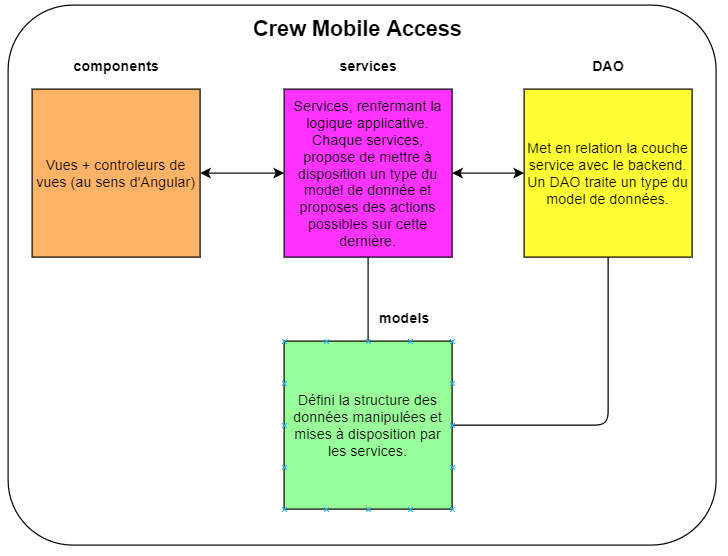 Crew Mobile Access
components
services
DAO
Vues + controleurs de
vues (au sens d'Angular)
Services, renfermant la
logique applicative.
Chaque services,
propose de mettre à
disposition un type du
model de donnée et
proposes des actions
possibles sur cette
dernière.
Met en relation la couche
service avec le backend.
Un DAO traite un type du
model de données.
models
Défini la structure des
données manipulées et
mises à disposition par
les services.